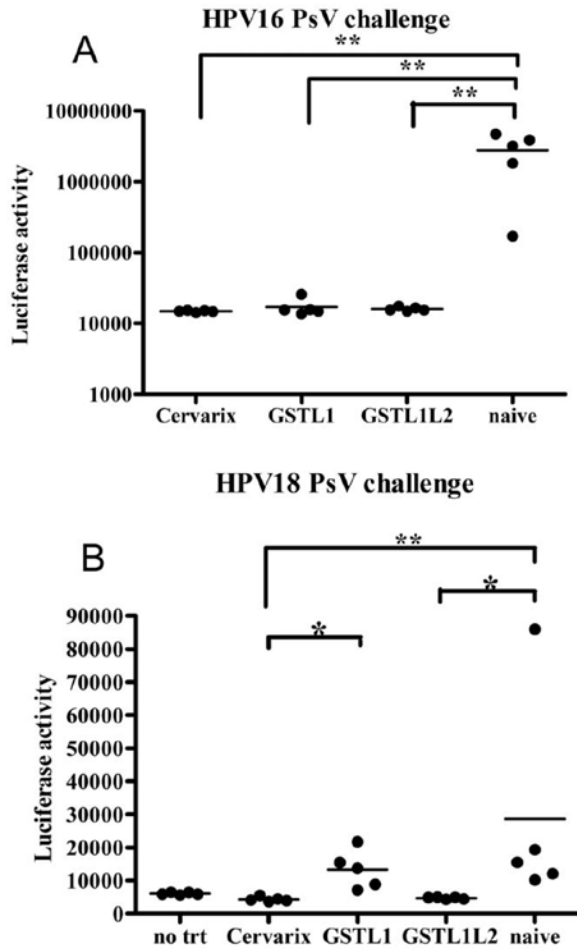 HPV16 PsV challenge
A
**
**
**
10000000
1000000
100000
10000
1000
Luciferase activity
Cervarix GSTL1 GSTL1L2 naive
HPV18 PsV challenge
B
**
*
*
90000
80000
70000
60000
50000
40000
30000
20000
10000
0
Luciferase activity
no trt Cervarix GSTL1 GSTL1L2 naive